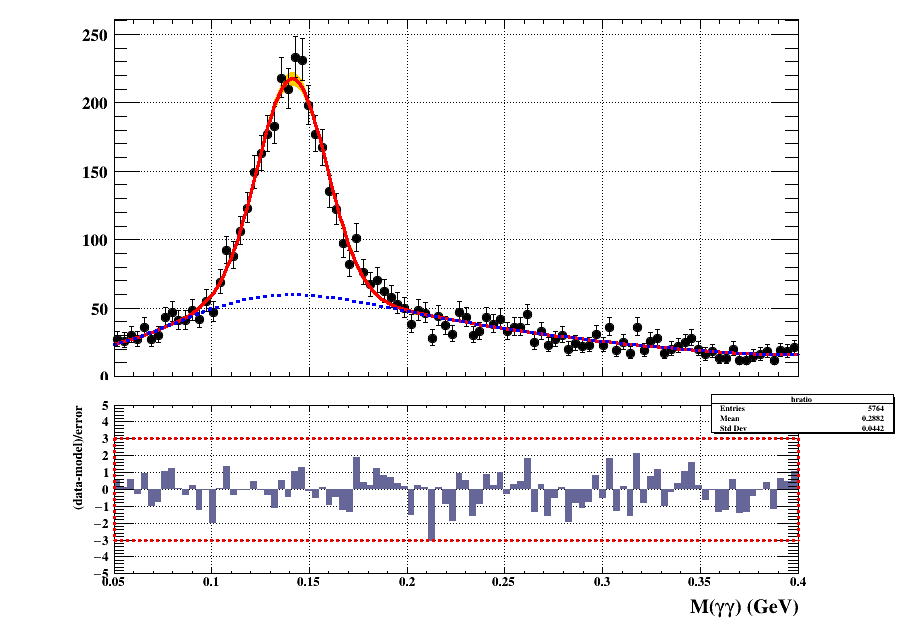 250
200
150
100
50
0
hratio
Entries 5764
Mean 0.2882
Std Dev 0.0442
(data-model)/error
5
4
3
2
1
0
−1
−2
−3
−4
−5
0.05 0.1 0.15 0.2 0.25 0.3 0.35 0.4
M(γγ) (GeV)